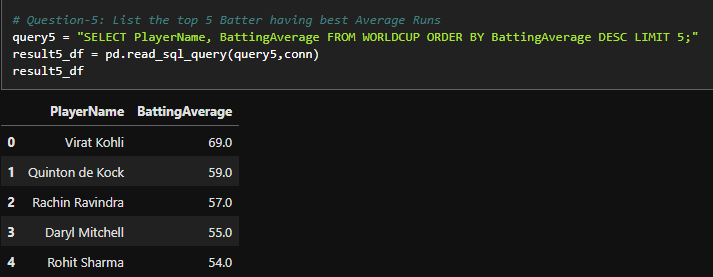 # Question-5: List the top 5 Batter having best Average Runs
query5 = "SELECT PlayerName, BattingAverage FROM WORLDCUP ORDER BY BattingAverage DESC LIMIT 5;"
result5_df = pd.read_sql_query(query5,conn)
result5_df
PlayerName BattingAverage
0 Virat Kohli 69.0
1 Quinton de Kock 59.0
2 Rachin Ravindra 57.0
3 Daryl Mitchell 55.0
4 Rohit Sharma 54.0